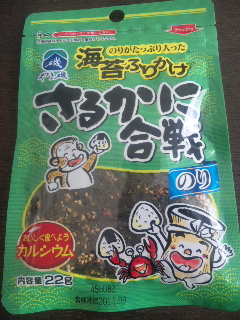 のりがたっぷり入った
海苔ふりかけ
磯
さるかに
合戦
のり
おいしく食べよう
カルシウム
内容量22g